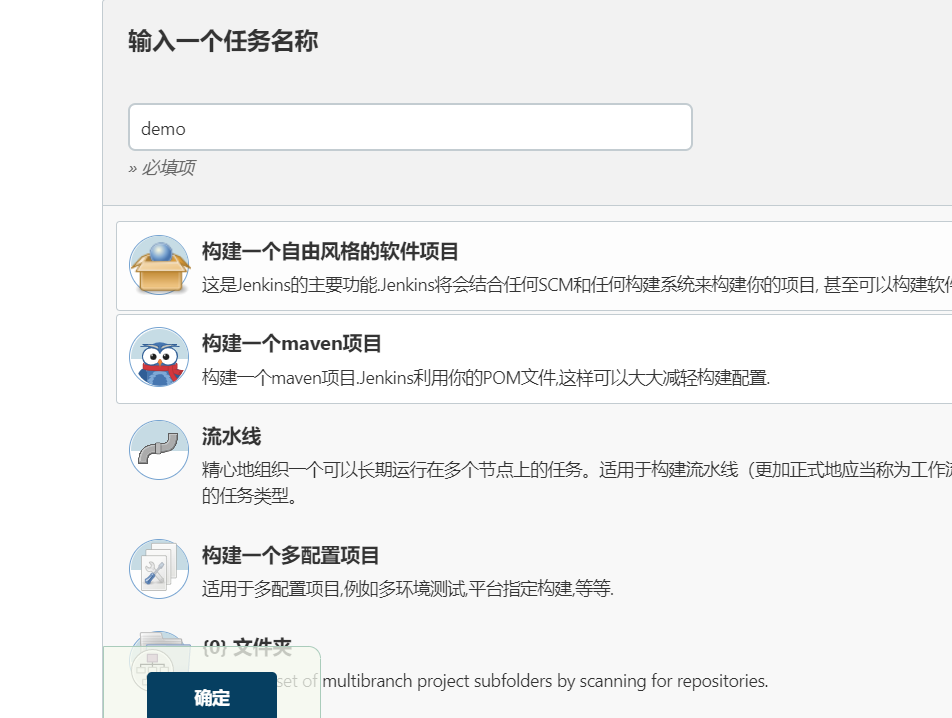 输入一个任务名称
demo
» 必填项
构建一个自由风格的软件项目
这是Jenkins的主要功能.Jenkins将会结合任何SCM和任何构建系统来构建你的项目, 甚至可以构建软
构建一个maven项目
构建一个maven项目.Jenkins利用你的POM文件,这样可以大大减轻构建配置.
流水线
精心地组织一个可以长期运行在多个节点上的任务。适用于构建流水线（更加正式地应当称为工作
的任务类型。
构建一个多配置项目
适用于多配置项目,例如多环境测试,平台指定构建,等等.
{0} 文件夹
set of multibranch project subfolders by scanning for repositories.
确定